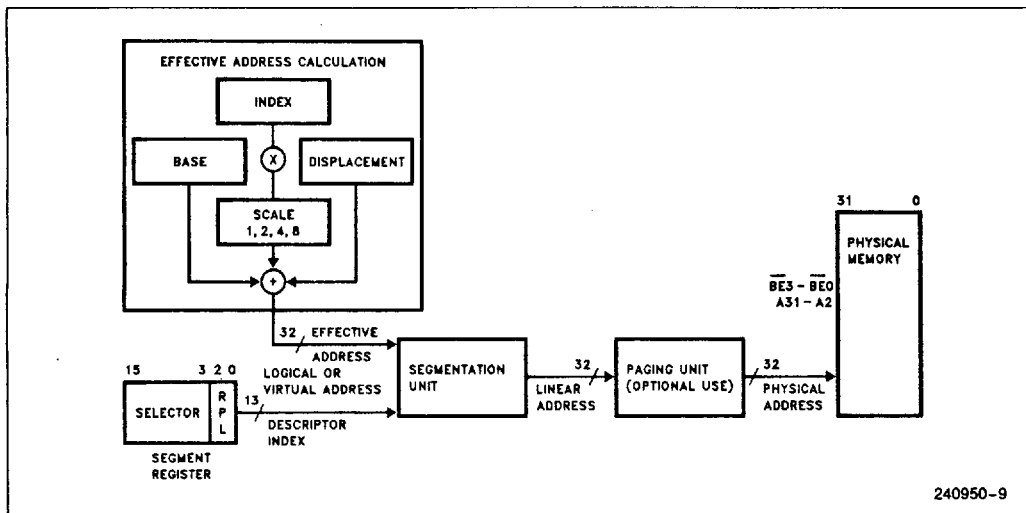 EFFECTIVE ADDRESS CALCULATION
INDEX
BASE
X
DISPLACEMENT
SCALE
1, 2, 4, 8
+
31 0
PHYSICAL
MEMORY
B̅E̅3 – B̅E̅0
A31 – A2
32 EFFECTIVE
ADDRESS
LOGICAL OR
VIRTUAL ADDRESS
SEGMENTATION
UNIT
32
LINEAR
ADDRESS
PAGING UNIT
(OPTIONAL USE)
32
PHYSICAL
ADDRESS
15 3 2 0
SELECTOR
R
P
L
13
DESCRIPTOR
INDEX
SEGMENT
REGISTER
240950–9